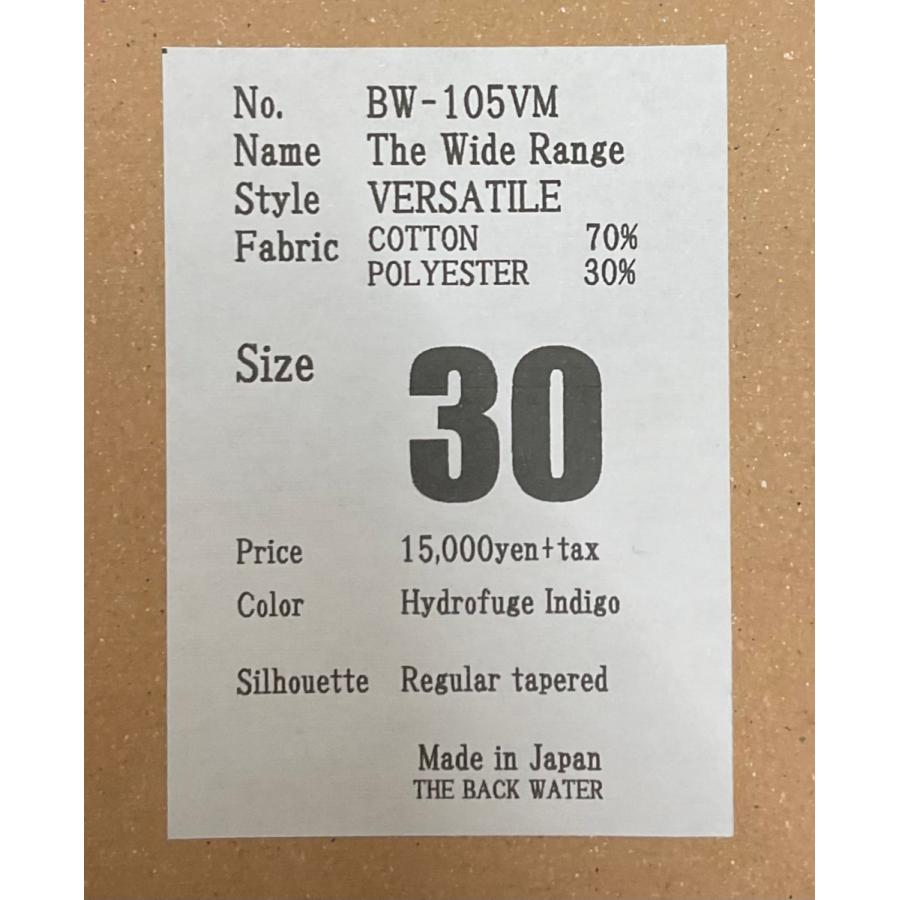 No. BW-105VM
Name The Wide Range
Style VERSATILE
Fabric COTTON 70%
POLYESTER 30%
Size 30
Price 15,000yen+tax
Color Hydrofuge Indigo
Silhouette Regular tapered
Made in Japan
THE BACK WATER